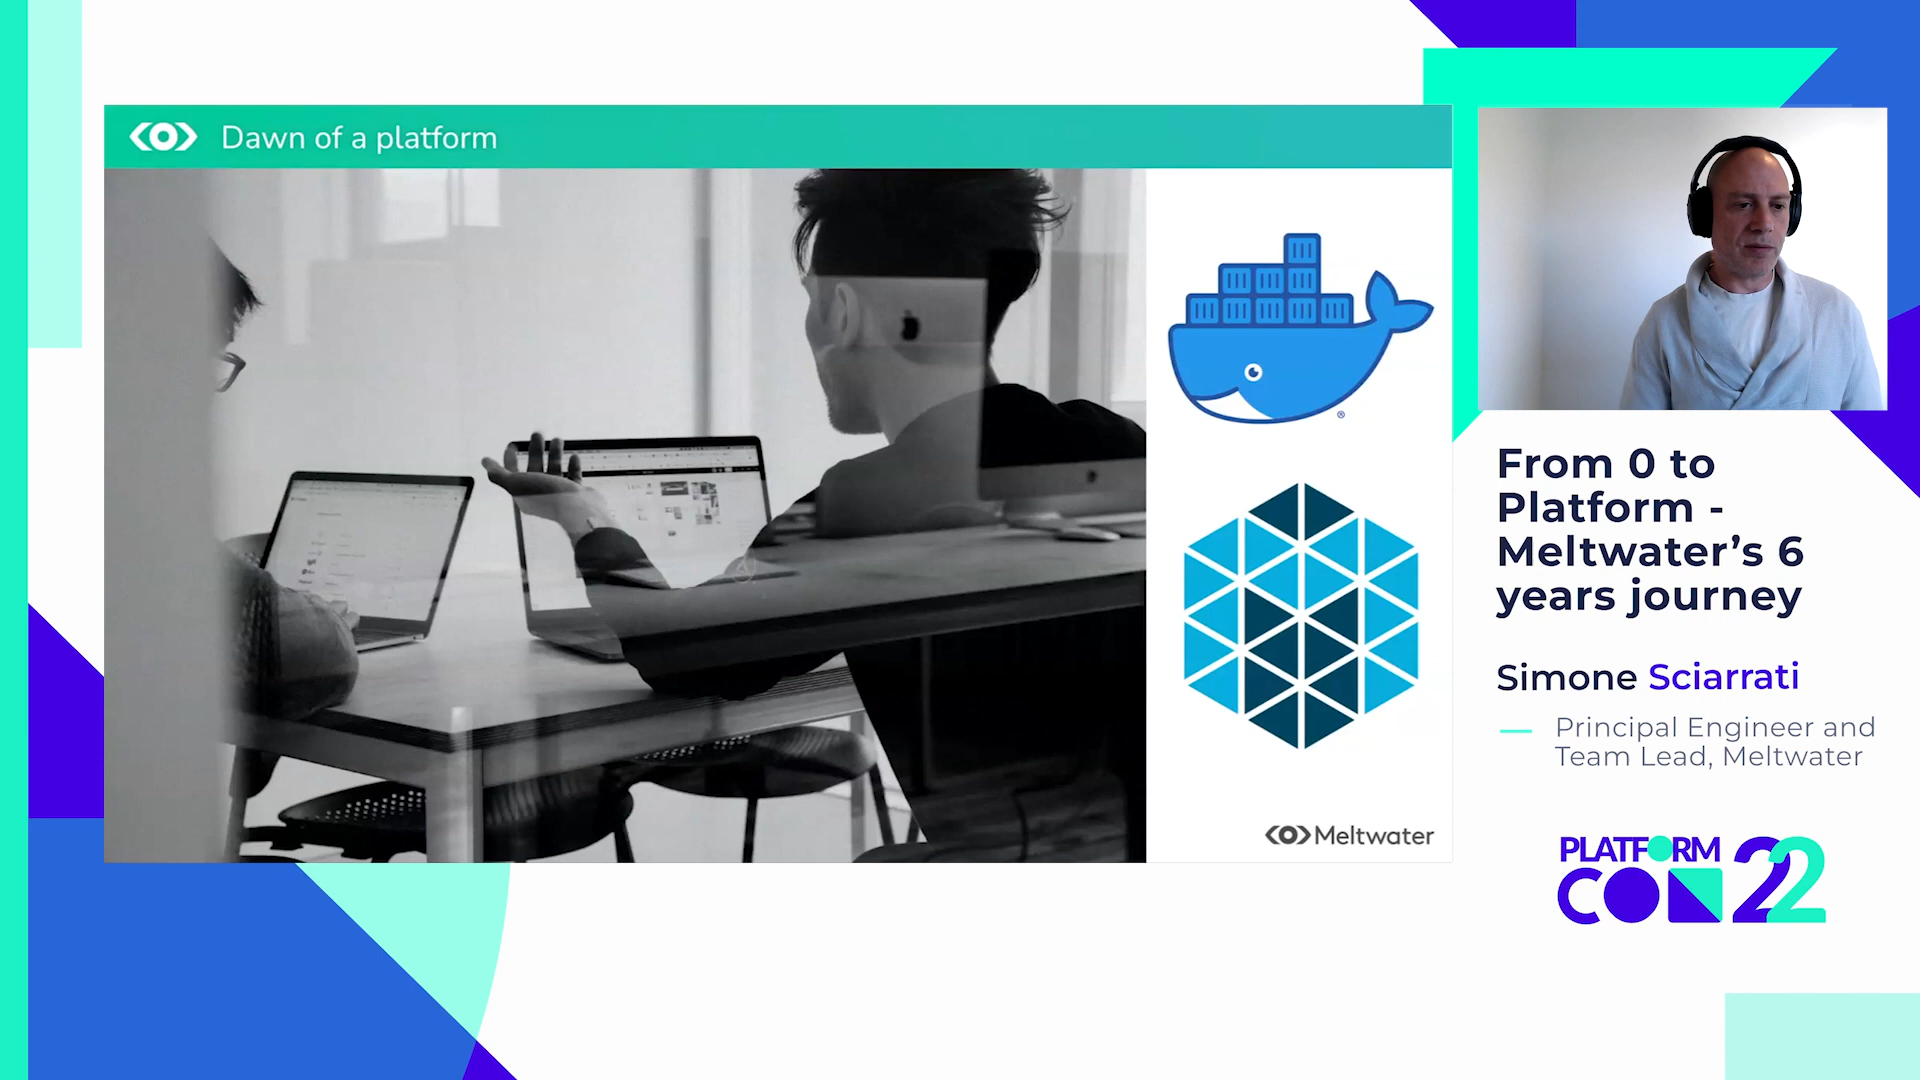 Dawn of a platform
Meltwater
From 0 to
Platform -
Meltwater's 6
years journey
Simone Sciarrati
Principal Engineer and
Team Lead, Meltwater
PLATFORM
CON 22